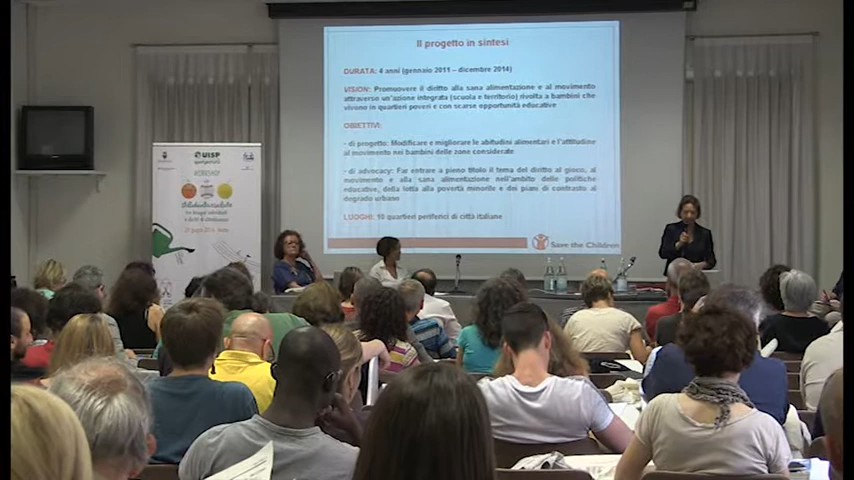 Il progetto in sintesi
DURATA: 4 anni (gennaio 2011 – dicembre 2014)
VISION: Promuovere il diritto alla sana alimentazione e al movimento
attraverso un'azione integrata (scuola e territorio) rivolta a bambini che
vivono in quartieri poveri e con scarse opportunità educative
OBIETTIVI:
- di progetto: Modificare e migliorare le abitudini alimentari e l'attitudine
al movimento nei bambini delle zone considerate
- di advocacy: Far entrare a pieno titolo il tema del diritto al gioco, al
movimento e alla sana alimentazione nell'ambito delle politiche
educative, della lotta alla povertà minorile e dei piani di contrasto al
degrado urbano
LUOGHI: 10 quartieri periferici di città italiane
Save the Children
UISP
sportpertutti
WORKSHOP